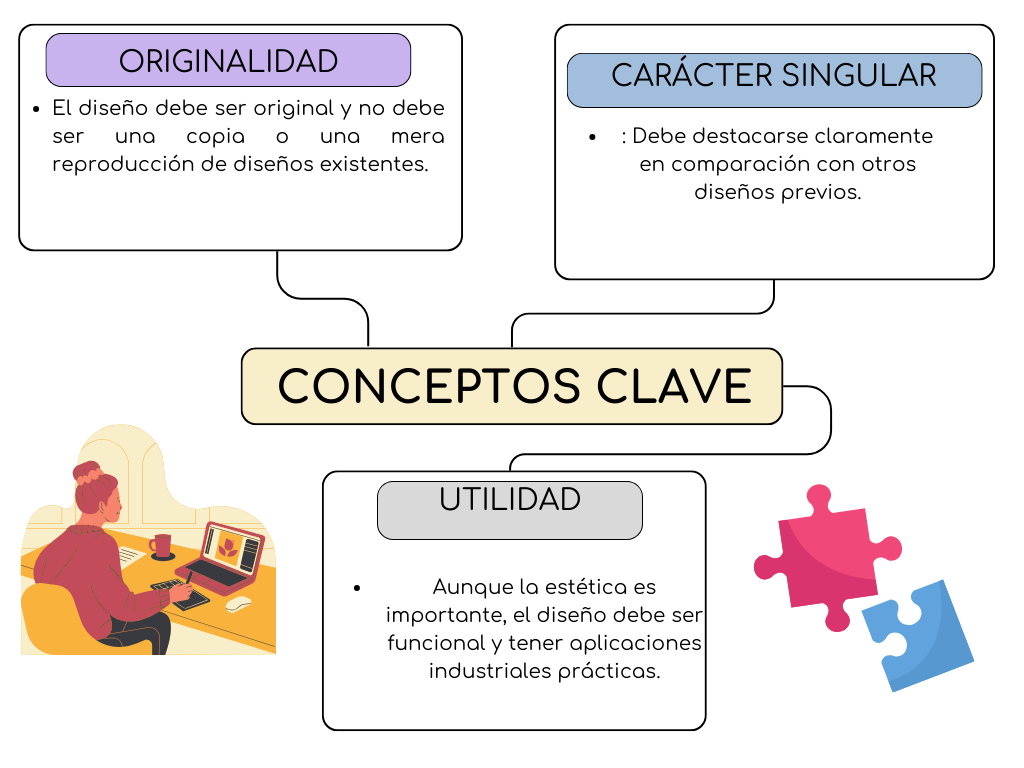 ORIGINALIDAD
• El diseño debe ser original y no debe
ser una copia o una mera
reproducción de diseños existentes.
CARÁCTER SINGULAR
• : Debe destacarse claramente
en comparación con otros
diseños previos.
CONCEPTOS CLAVE
UTILIDAD
• Aunque la estética es
importante, el diseño debe ser
funcional y tener aplicaciones
industriales prácticas.